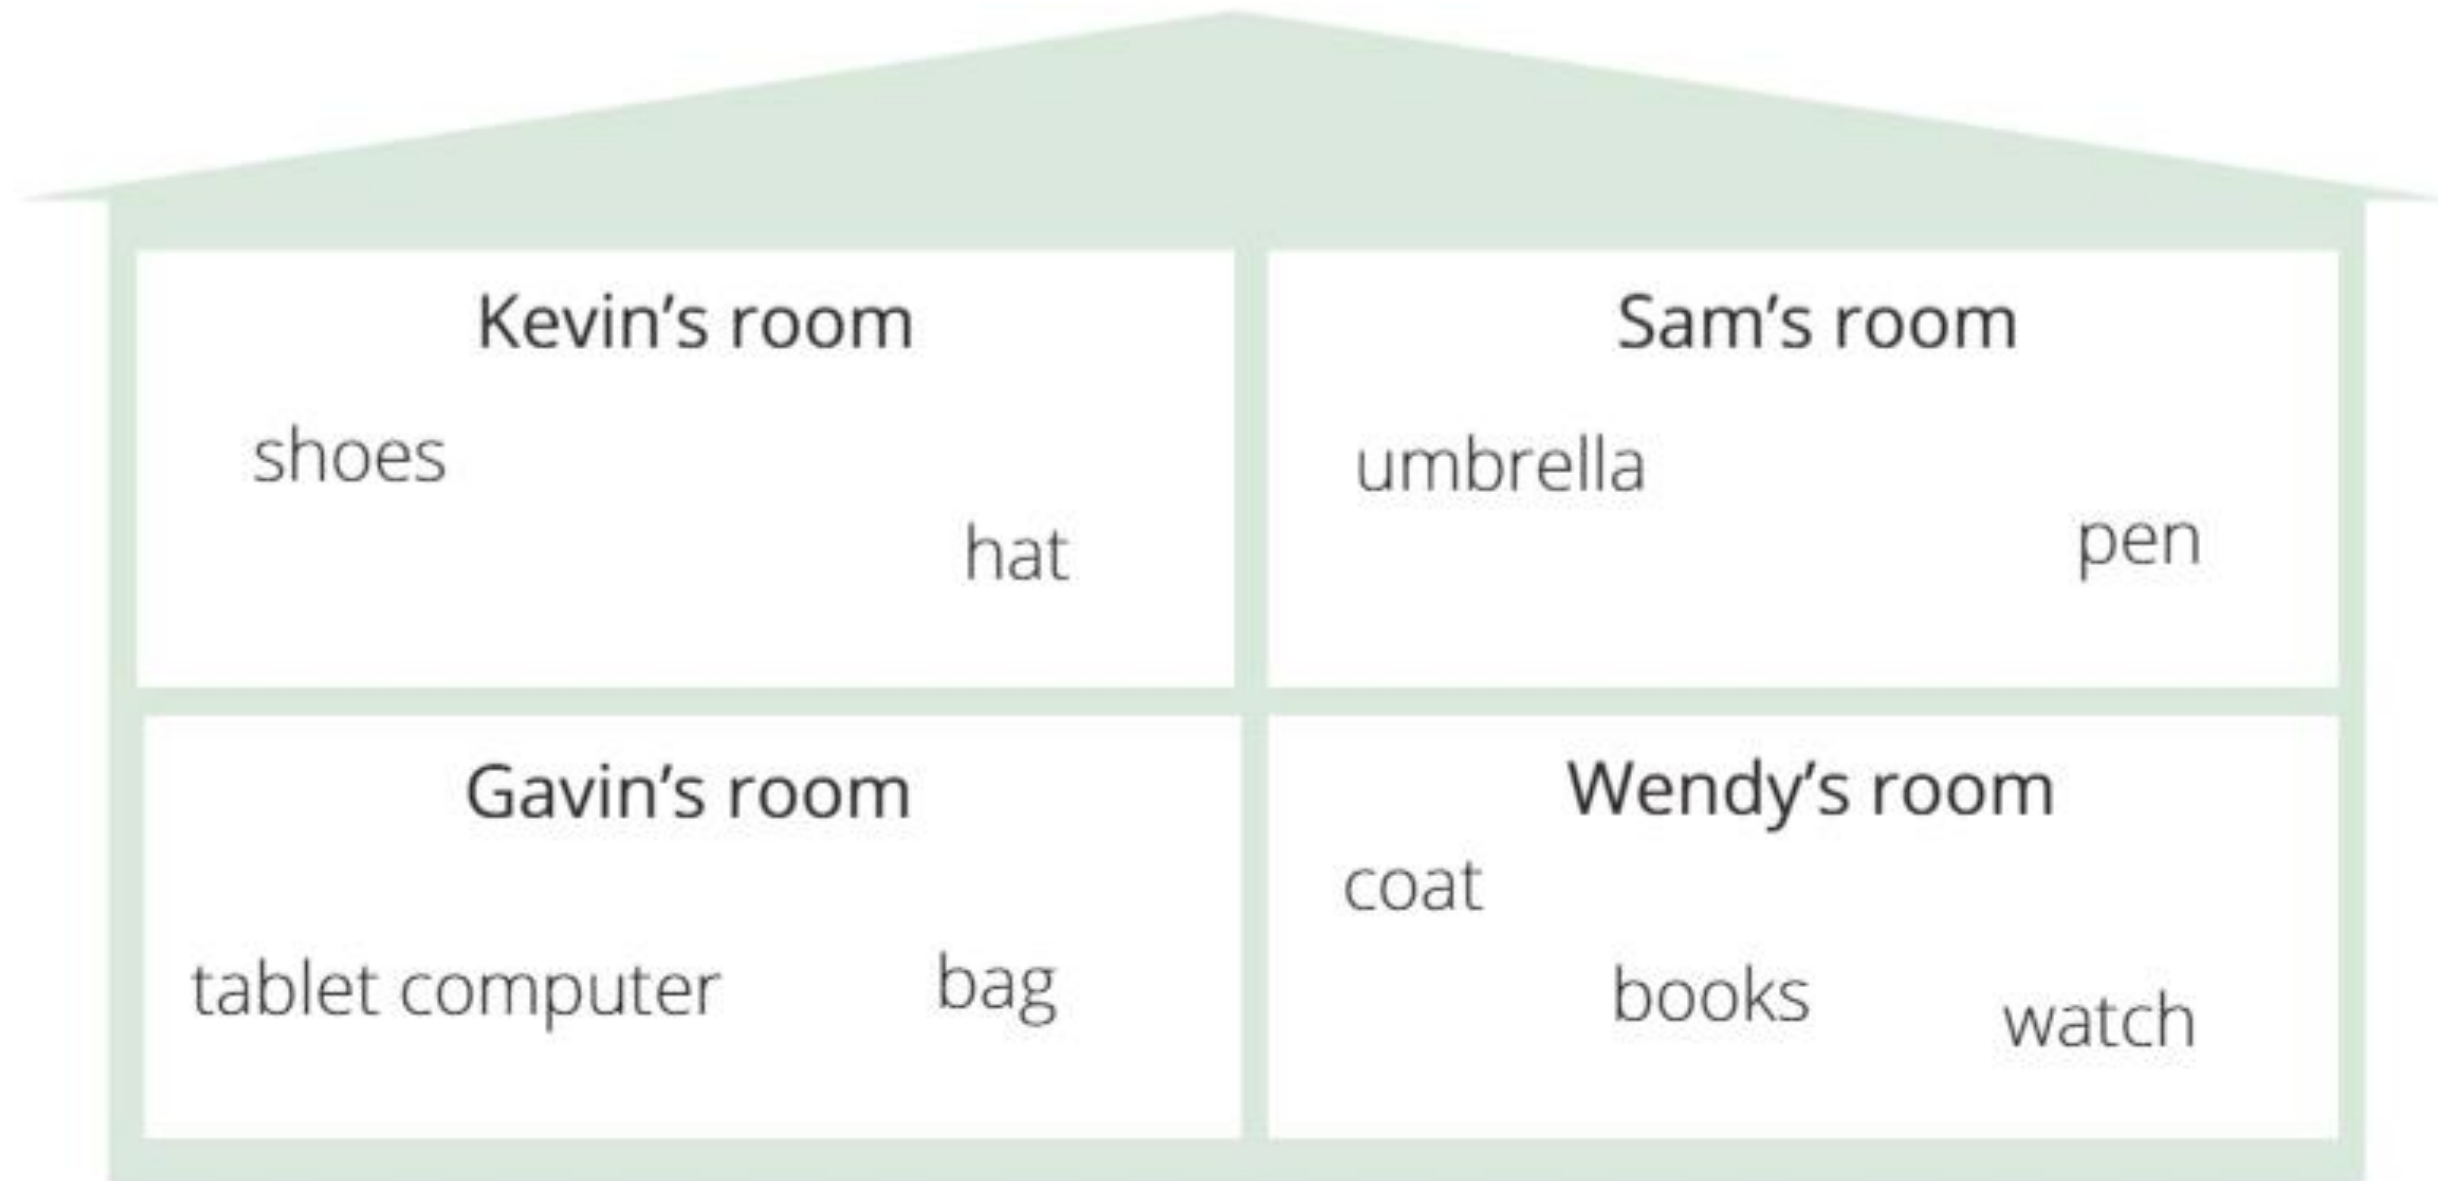 Kevin’s room
shoes
hat
Sam’s room
umbrella
pen
Gavin’s room
tablet computer
bag
Wendy’s room
coat
books
watch